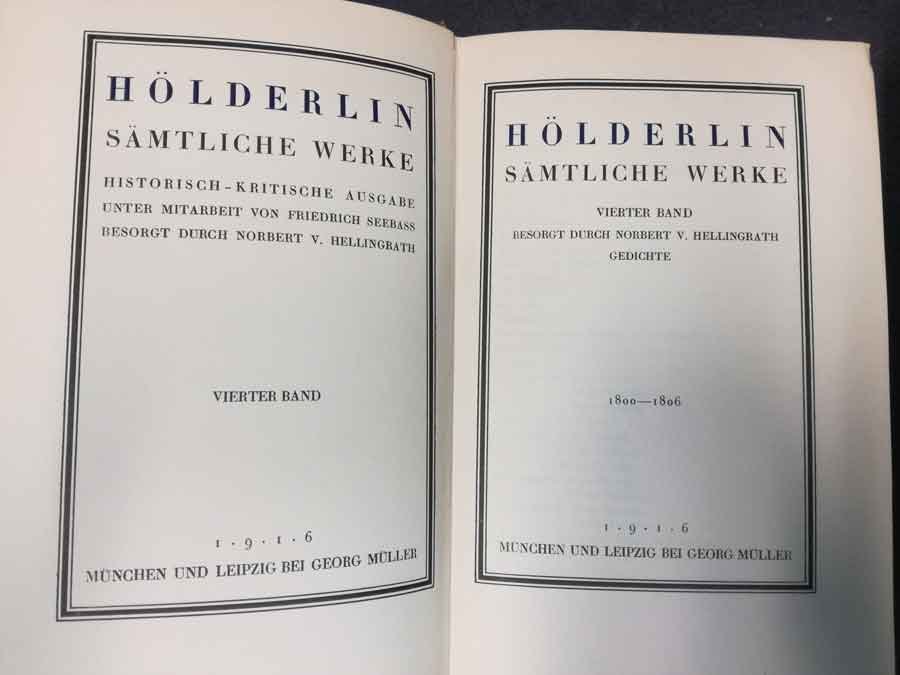 HÖLDERLIN
SÄMTLICHE WERKE
HISTORISCH-KRITISCHE AUSGABE
UNTER MITARBEIT VON FRIEDRICH SEEBASS
BESORGT DURCH NORBERT V. HELLINGRATH
VIERTER BAND
1.9.1.6
MÜNCHEN UND LEIPZIG BEI GEORG MÜLLER
HÖLDERLIN
SÄMTLICHE WERKE
VIERTER BAND
BESORGT DURCH NORBERT V. HELLINGRATH
GEDICHTE
1800—1806
1.9.1.6
MÜNCHEN UND LEIPZIG BEI GEORG MÜLLER